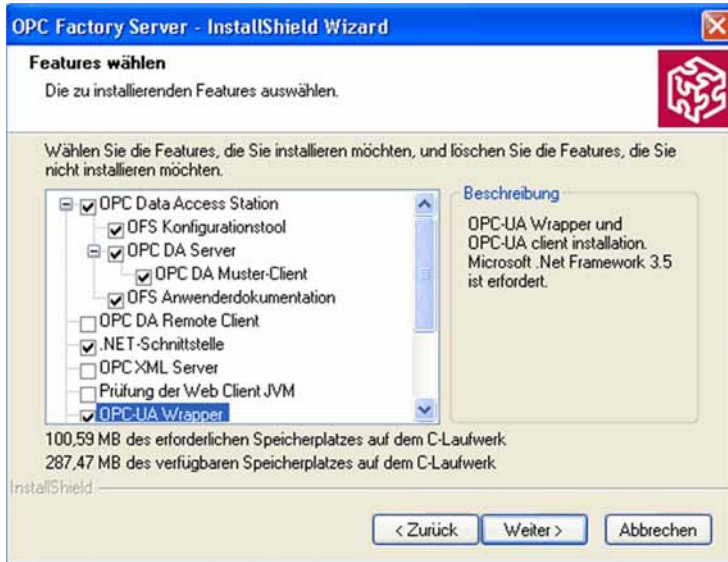 OPC Factory Server - InstallShield Wizard
Features wählen
Die zu installierenden Features auswählen.
Wählen Sie die Features, die Sie installieren möchten, und löschen Sie die Features, die Sie
nicht installieren möchten.
OPC Data Access Station
OFS Konfigurationstool
OPC DA Server
OPC DA Muster-Client
OFS Anwenderdokumentation
OPC DA Remote Client
.NET-Schnittstelle
OPC XML Server
Prüfung der Web Client JVM
OPC-UA Wrapper
Beschreibung
OPC-UA Wrapper und
OPC-UA client installation.
Microsoft .Net Framework 3.5
ist erfordert.
100,59 MB des erforderlichen Speicherplatzes auf dem C-Laufwerk
287,47 MB des verfügbaren Speicherplatzes auf dem C-Laufwerk
InstallShield
< Zurück
Weiter >
Abbrechen